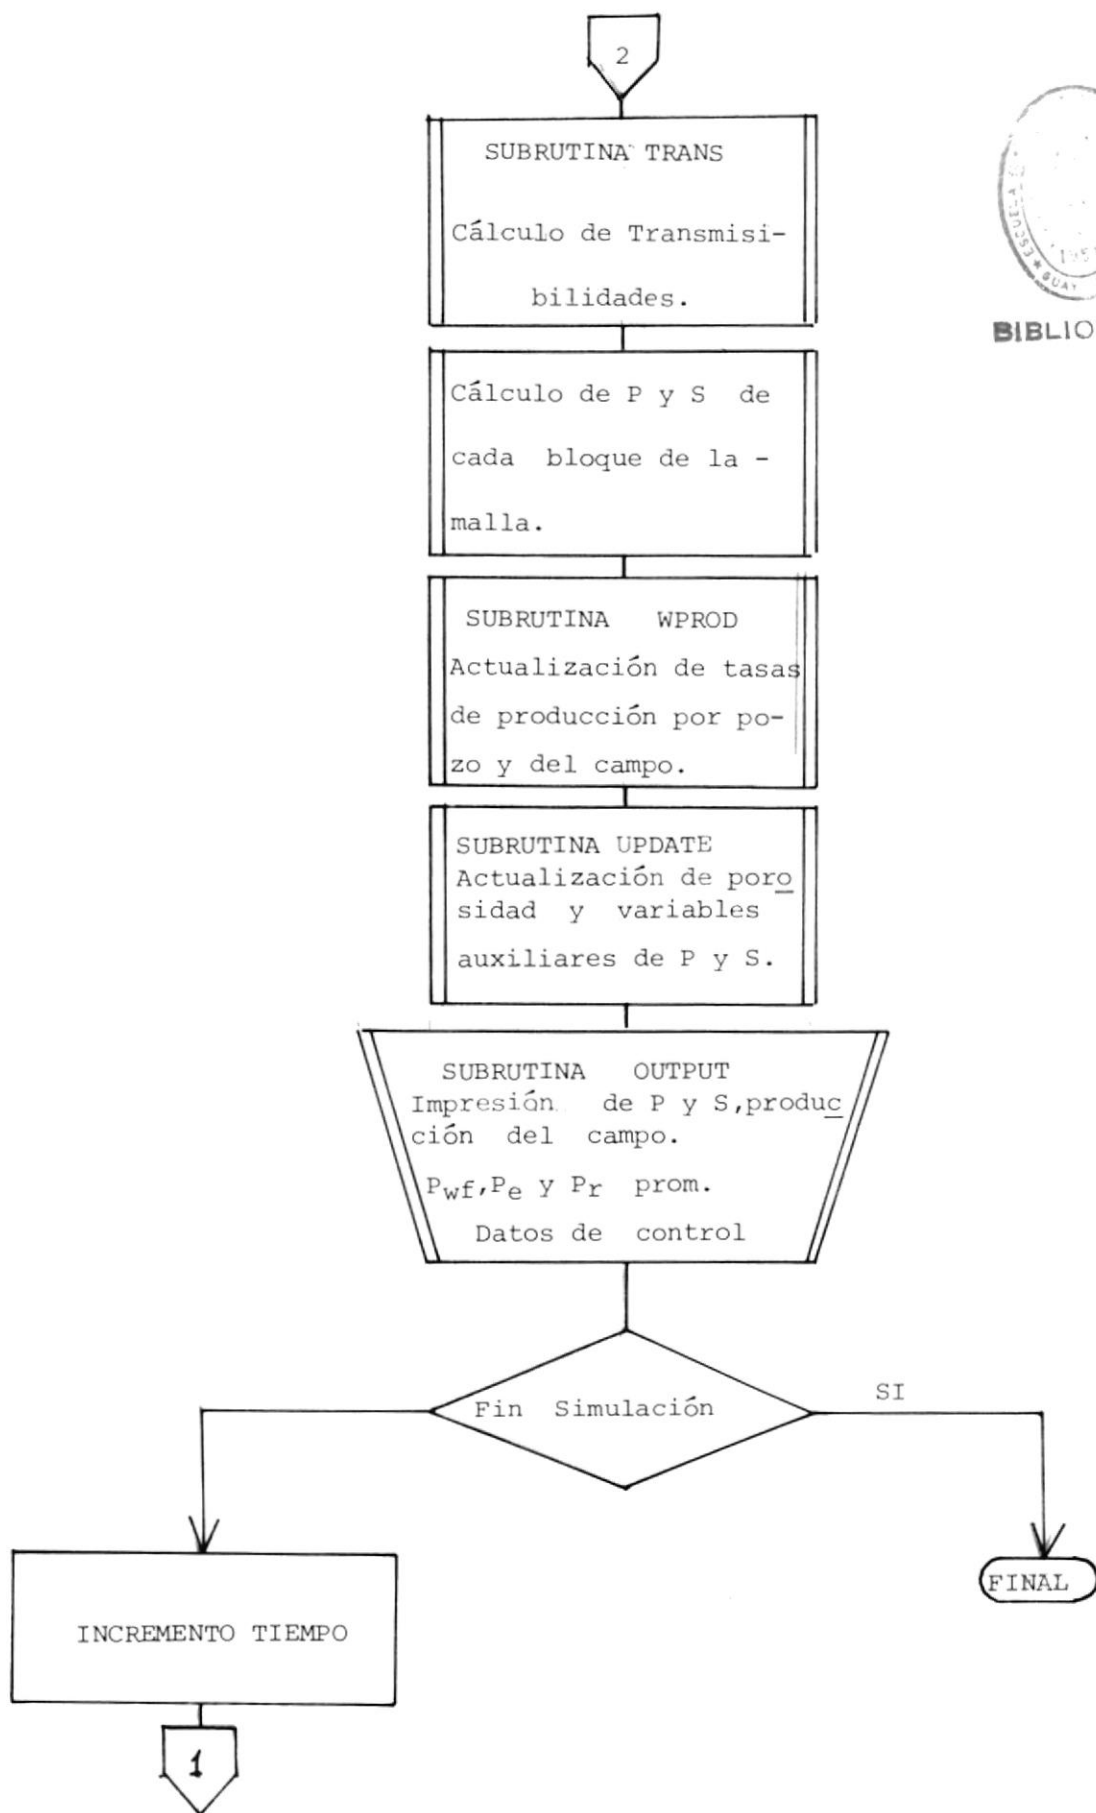 2
SUBRUTINA TRANS
Cálculo de Transmisi-
bilidades.
BIBLIO
Cálculo de P y S de
cada bloque de la -
malla.
SUBRUTINA WPROD
Actualización de tasas
de producción por po-
zo y del campo.
SUBRUTINA UPDATE
Actualización de poro
sidad y variables
auxiliares de P y S.
SUBRUTINA OUTPUT
Impresión de P y S,produc
ción del campo.
Pwf,Pe y Pr prom.
Datos de control
Fin Simulación
SI
FINAL
INCREMENTO TIEMPO
1